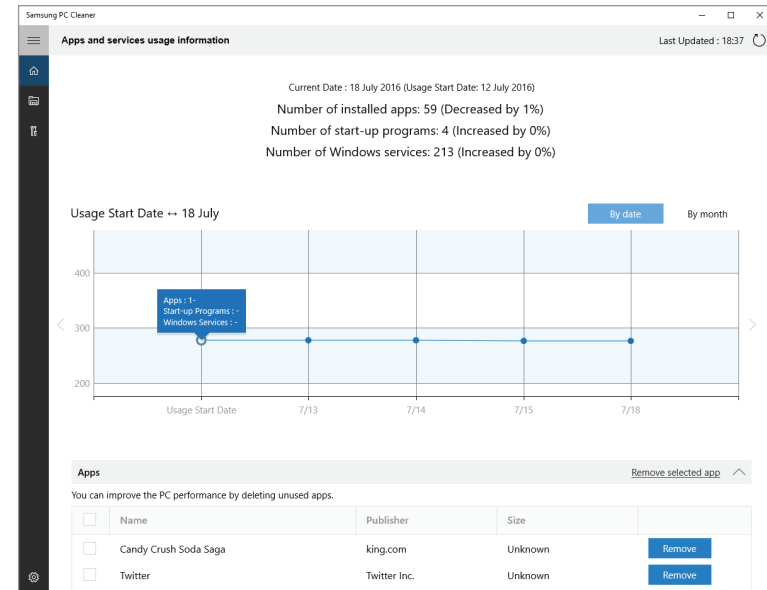 Samsung PC Cleaner
Apps and services usage information
Last Updated : 18:37
Current Date : 18 July 2016 (Usage Start Date: 12 July 2016)
Number of installed apps: 59 (Decreased by 1%)
Number of start-up programs: 4 (Increased by 0%)
Number of Windows services: 213 (Increased by 0%)
Usage Start Date ↔ 18 July
By date
By month
400
Apps : 1-
Start-up Programs : -
Windows Services : -
300
200
Usage Start Date
7/13
7/14
7/15
7/18
Apps
Remove selected app
You can improve the PC performance by deleting unused apps.
Name Publisher Size
Candy Crush Soda Saga king.com Unknown Remove
Twitter Twitter Inc. Unknown Remove